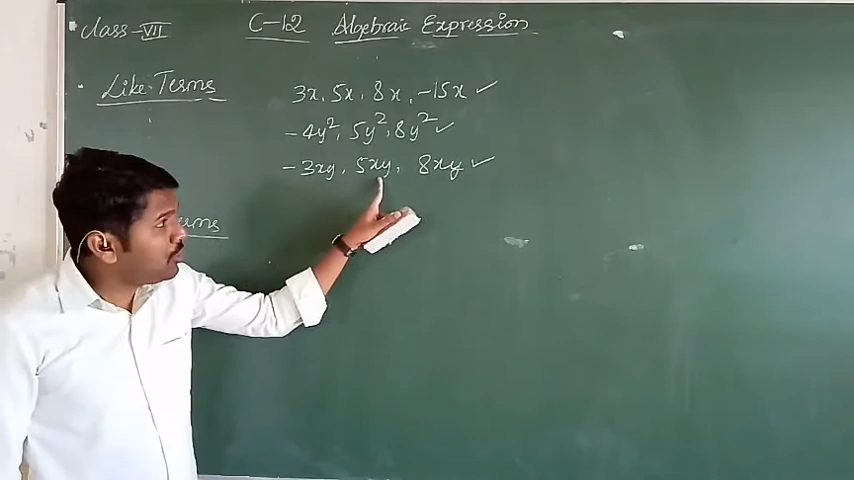 Class - VII
C-12 Algebraic Expression
Like Terms
3x, 5x, 8x, -15x ✓
-4y², 5y², 8y² ✓
-3xy, 5xy, 8xy ✓